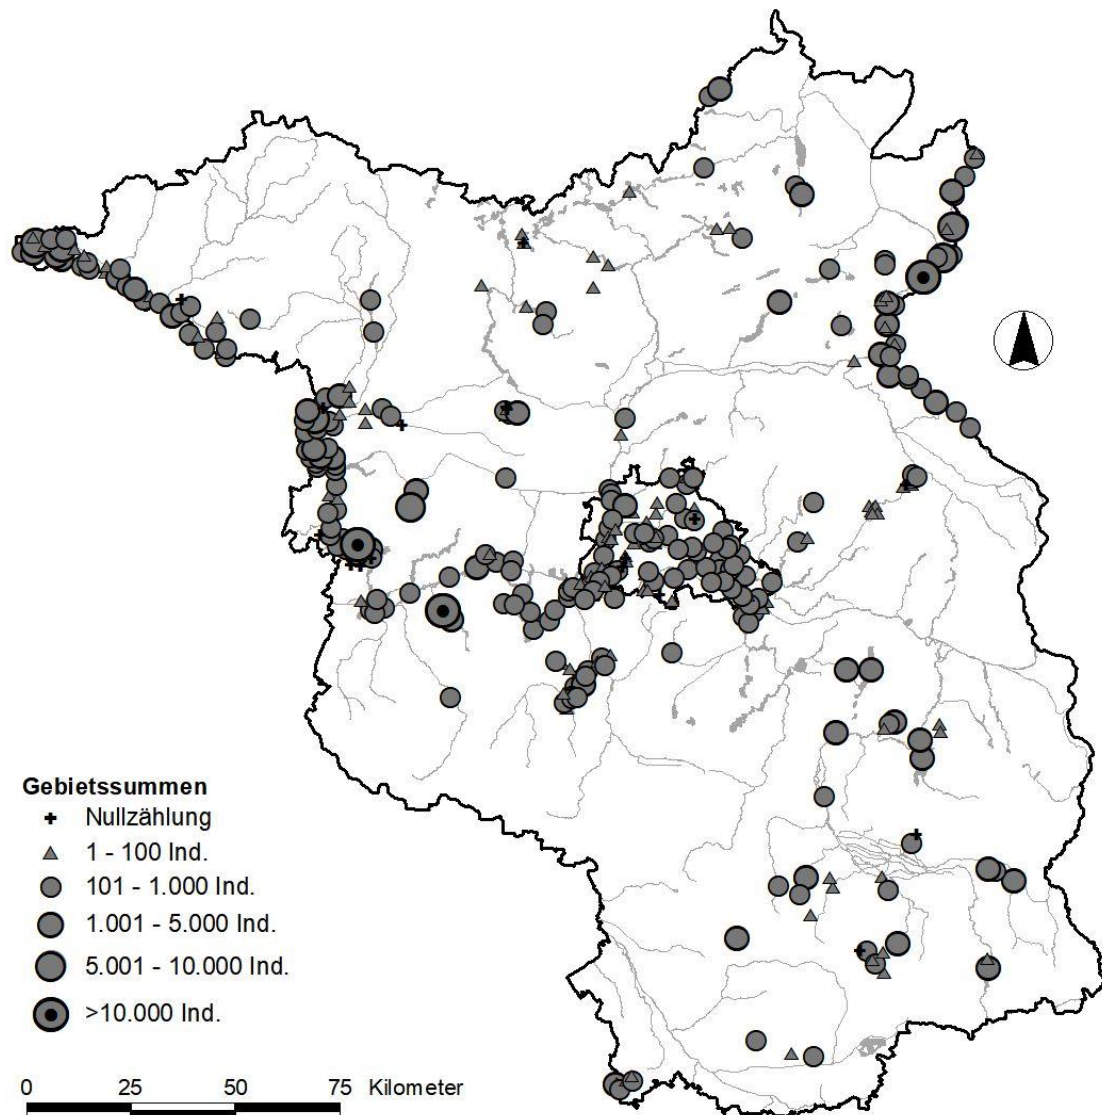 Gebietssummen
Nullzählung
1 - 100 Ind.
101 - 1.000 Ind.
1.001 - 5.000 Ind.
5.001 - 10.000 Ind.
>10.000 Ind.
0 25 50 75 Kilometer